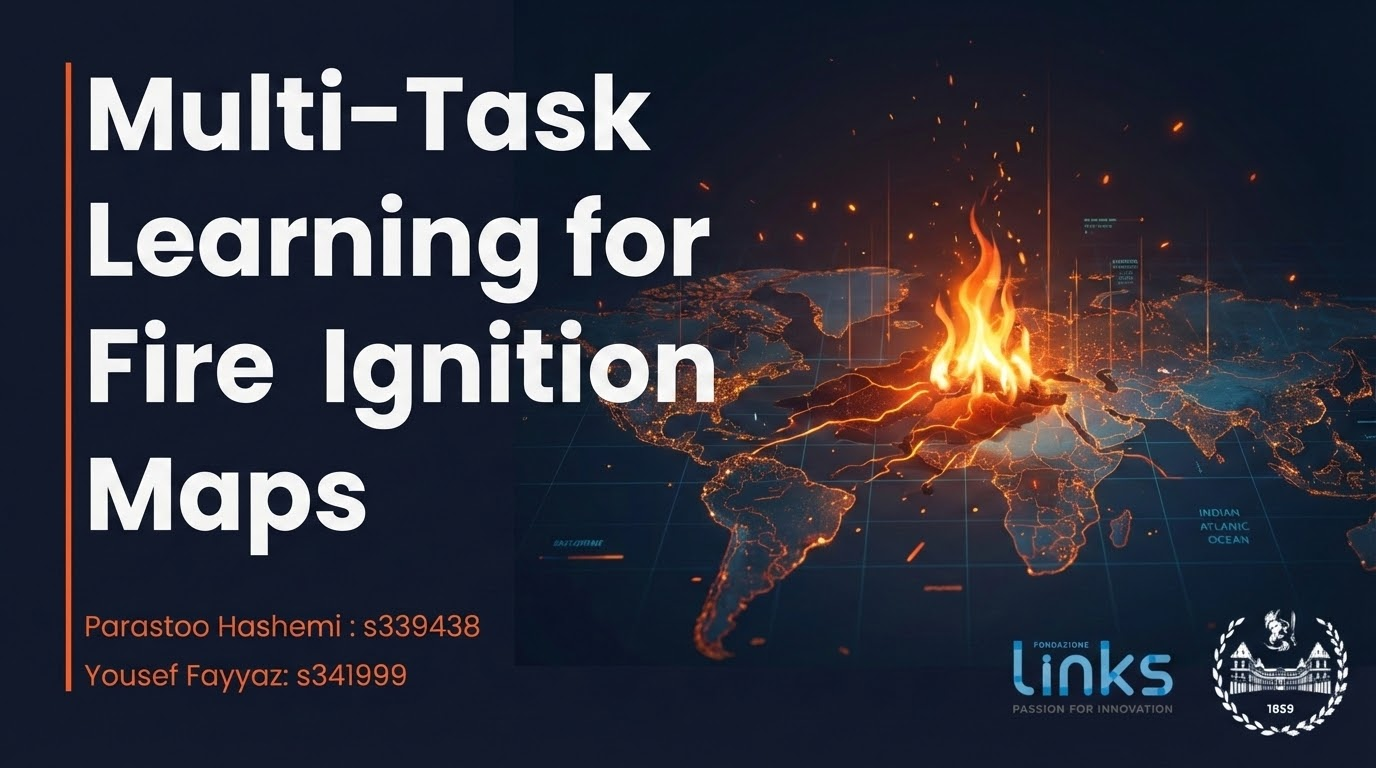 Multi-Task
Learning for
Fire Ignition
Maps
Parastoo Hashemi : s339438
Yousef Fayyaz: s341999
INDIAN
ATLANIC
OCEAN
FONDAZIONE
Links
PASSION FOR INNOVATION
1859